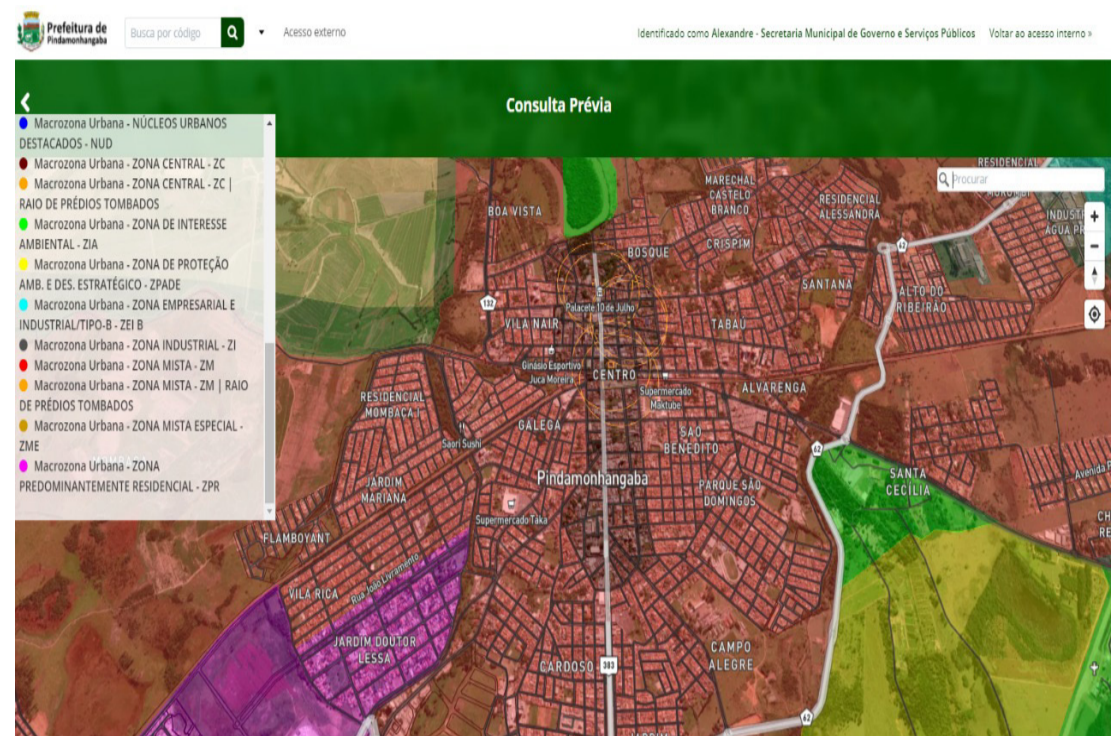 Prefeitura de
Pindamonhangaba
Busca por código
Acesso externo
Identificado como Alexandre - Secretaria Municipal de Governo e Serviços Públicos
Voltar ao acesso interno »
Consulta Prévia
Macrozona Urbana - NÚCLEOS URBANOS
DESTACADOS - NUD
Macrozona Urbana - ZONA CENTRAL - ZC
Macrozona Urbana - ZONA CENTRAL - ZC |
RAIO DE PRÉDIOS TOMBADOS
Macrozona Urbana - ZONA DE INTERESSE
AMBIENTAL - ZIA
Macrozona Urbana - ZONA DE PROTEÇÃO
AMB. E DES. ESTRATÉGICO - ZPADE
Macrozona Urbana - ZONA EMPRESARIAL E
INDUSTRIAL/TIPO-B - ZEI B
Macrozona Urbana - ZONA INDUSTRIAL - ZI
Macrozona Urbana - ZONA MISTA - ZM
Macrozona Urbana - ZONA MISTA - ZM | RAIO
DE PRÉDIOS TOMBADOS
Macrozona Urbana - ZONA MISTA ESPECIAL -
ZME
Macrozona Urbana - ZONA
PREDOMINANTEMENTE RESIDENCIAL - ZPR
Procurar
RESIDENCIAL
MARECHAL
CASTELO
BRANCO
RESIDENCIAL
ALESSANDRA
BOA VISTA
62
CRISPIM
BOSQUE
SANTANA
ALTO DO
RIBEIRÃO
132
Palacete 10 de Julho
VILA NAIR
TABAÚ
Ginásio Esportivo
Juca Moreira
CENTRO
Supermercado
Maktube
ALVARENGA
RESIDENCIAL
MOMBAÇA I
GALEGA
Saori Sushi
SÃO
BENEDITO
62
Pindamonhangaba
SANTA
CECÍLIA
JARDIM
MARIANA
PARQUE SÃO
DOMINGOS
Supermercado Taka
FLAMBOYANT
Rua João Livramento
VILA RICA
JARDIM DOUTOR
LESSA
CAMPO
ALEGRE
CARDOSO
383
62